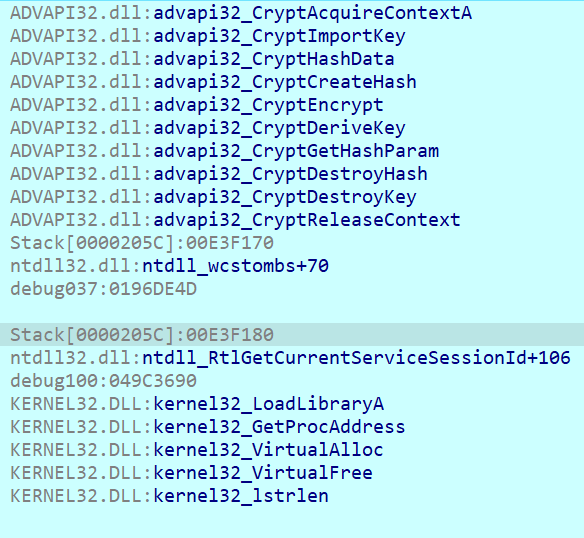 ADVAPI32.dll:advapi32_CryptAcquireContextA
ADVAPI32.dll:advapi32_CryptImportKey
ADVAPI32.dll:advapi32_CryptHashData
ADVAPI32.dll:advapi32_CryptCreateHash
ADVAPI32.dll:advapi32_CryptEncrypt
ADVAPI32.dll:advapi32_CryptDeriveKey
ADVAPI32.dll:advapi32_CryptGetHashParam
ADVAPI32.dll:advapi32_CryptDestroyHash
ADVAPI32.dll:advapi32_CryptDestroyKey
ADVAPI32.dll:advapi32_CryptReleaseContext
Stack[0000205C]:00E3F170
ntdll32.dll:ntdll_wcstombs+70
debug037:0196DE4D
Stack[0000205C]:00E3F180
ntdll32.dll:ntdll_RtlGetCurrentServiceSessionId+106
debug100:049C3690
KERNEL32.DLL:kernel32_LoadLibraryA
KERNEL32.DLL:kernel32_GetProcAddress
KERNEL32.DLL:kernel32_VirtualAlloc
KERNEL32.DLL:kernel32_VirtualFree
KERNEL32.DLL:kernel32_lstrlen